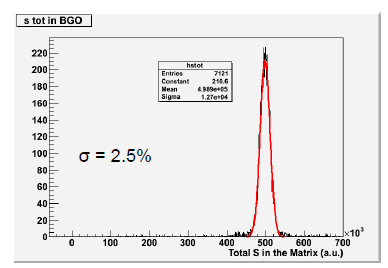 s tot in BGO
hstot
Entries 7121
Constant 210.6
Mean 4.989e+05
Sigma 1.27e+04
σ = 2.5%
220
200
180
160
140
120
100
80
60
40
20
0
0 100 200 300 400 500 600 700
×10³
Total S in the Matrix (a.u.)